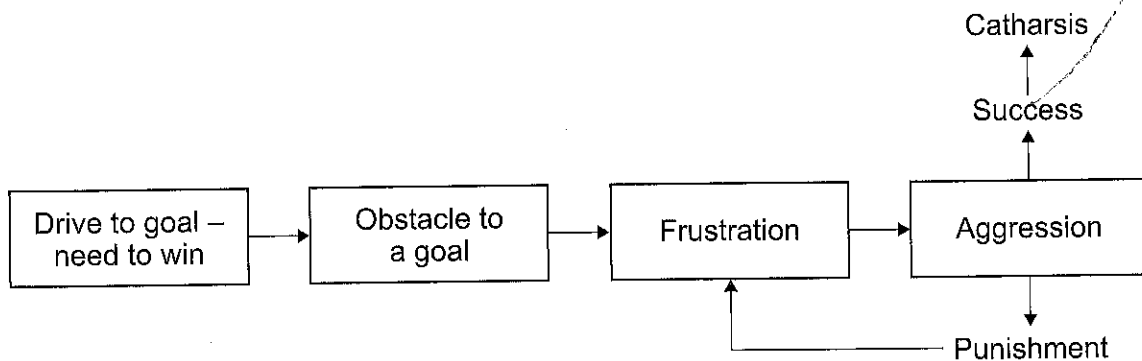 Catharsis
Success
Drive to goal –
need to win
Obstacle to
a goal
Frustration
Aggression
Punishment